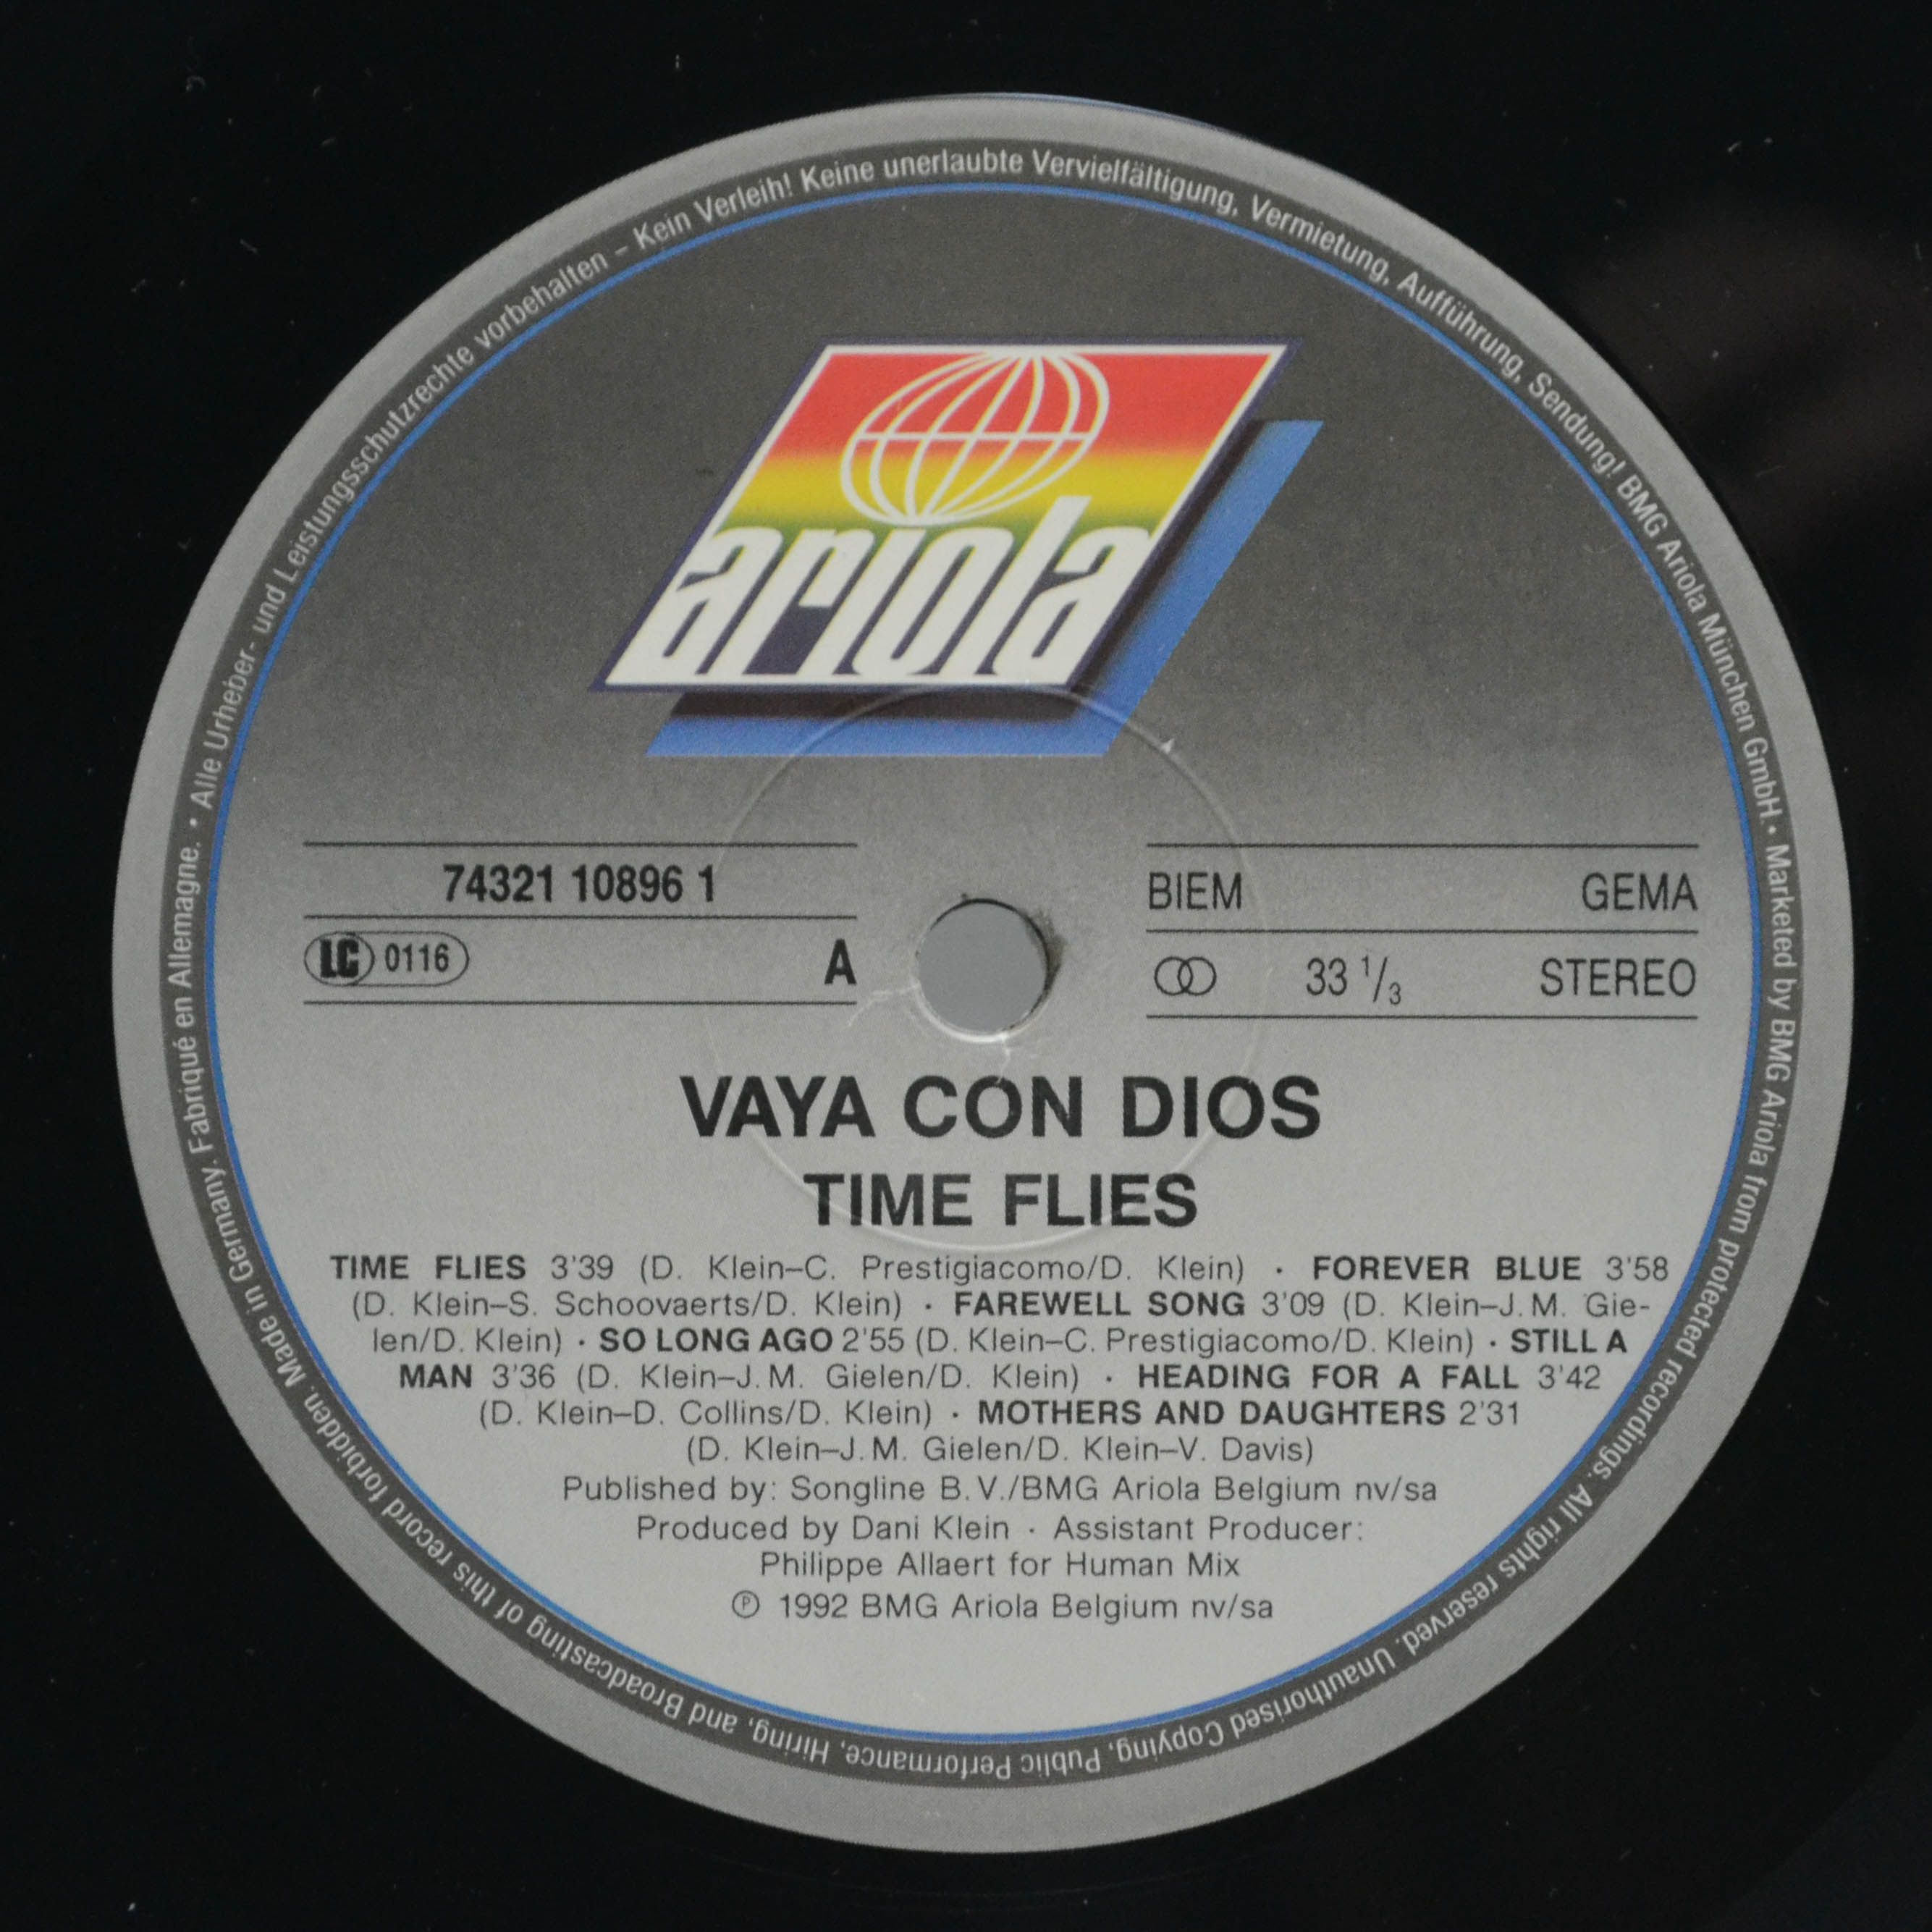 • Alle Urheber- und Leistungsschutzrechte vorbehalten – Kein Verleih! Keine unerlaubte Vervielfältigung, Vermietung, Aufführung, Sendung! BMG Ariola München GmbH. • Marketed by BMG Ariola from protected recordings. All rights reserved. Unauthorised Copying, Public Performance, Hiring, and Broadcasting of this record forbidden. Made in Germany. Fabriqué en Allemagne.
ariola
74321 10896 1
LC 0116
A
BIEM GEMA
33 1/3 STEREO
VAYA CON DIOS
TIME FLIES
TIME FLIES 3'39 (D. Klein–C. Prestigiacomo/D. Klein) · FOREVER BLUE 3'58
(D. Klein–S. Schoovaerts/D. Klein) · FAREWELL SONG 3'09 (D. Klein–J. M. Gie-
len/D. Klein) · SO LONG AGO 2'55 (D. Klein–C. Prestigiacomo/D. Klein) · STILL A
MAN 3'36 (D. Klein–J. M. Gielen/D. Klein) · HEADING FOR A FALL 3'42
(D. Klein–D. Collins/D. Klein) · MOTHERS AND DAUGHTERS 2'31
(D. Klein–J. M. Gielen/D. Klein–V. Davis)
Published by: Songline B. V./BMG Ariola Belgium nv/sa
Produced by Dani Klein · Assistant Producer:
Philippe Allaert for Human Mix
℗ 1992 BMG Ariola Belgium nv/sa